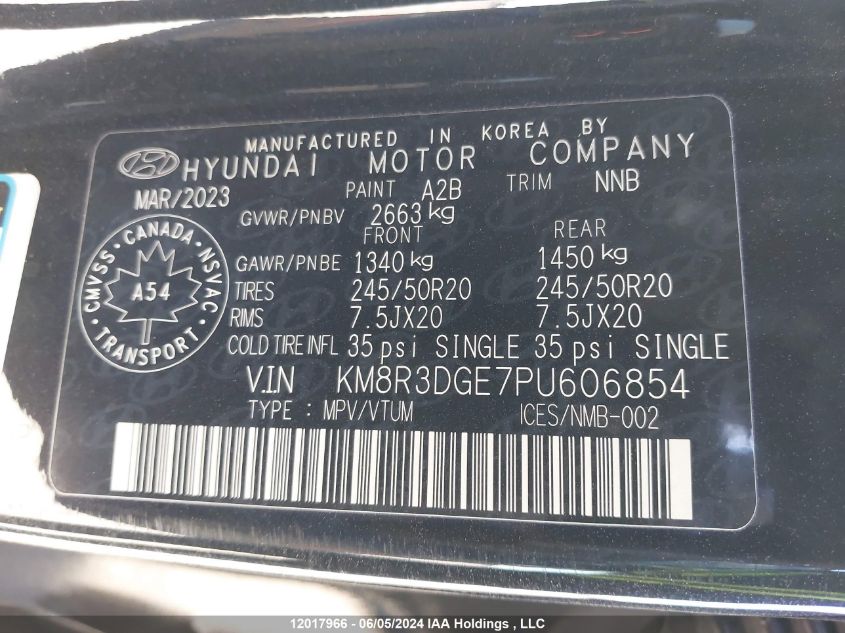 MANUFACTURED IN KOREA BY
HYUNDAI MOTOR COMPANY
MAR/2023 PAINT A2B TRIM NNB
GVWR/PNBV 2663 kg
FRONT REAR
GAWR/PNBE 1340 kg 1450 kg
TIRES 245/50R20 245/50R20
RIMS 7.5JX20 7.5JX20
COLD TIRE INFL 35 psi SINGLE 35 psi SINGLE
CMVSS • CANADA • NSVAC • TRANSPORT •
A54
V.I.N KM8R3DGE7PU606854
TYPE : MPV/VTUM ICES/NMB-002
12017966 - 06/05/2024 IAA Holdings , LLC